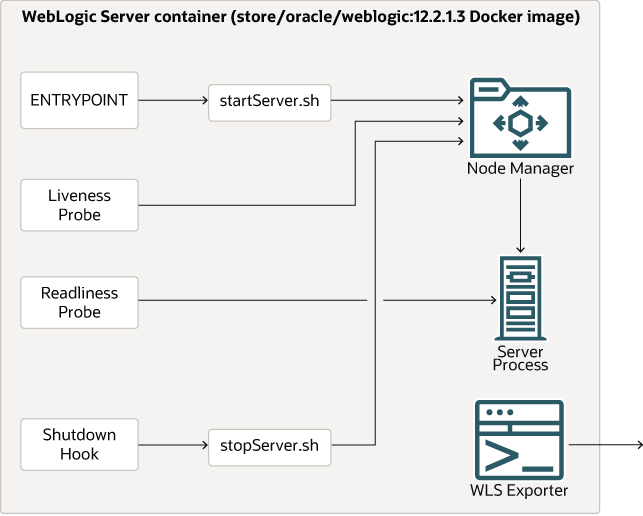 WebLogic Server container (store/oracle/weblogic:12.2.1.3 Docker image)
ENTRYPOINT
startServer.sh
Node Manager
Liveness
Probe
Readliness
Probe
Server
Process
Shutdown
Hook
stopServer.sh
WLS Exporter